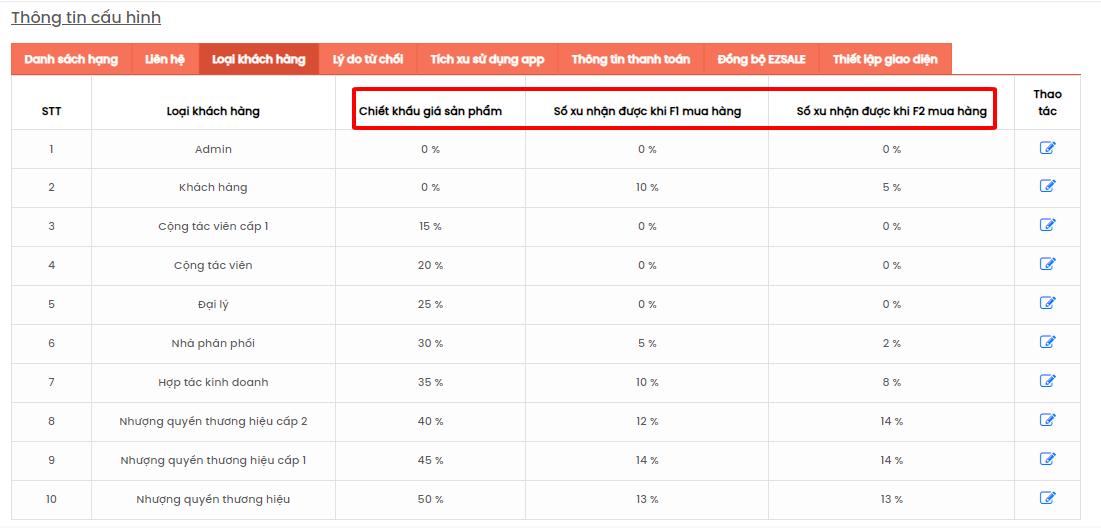 Thông tin cấu hình
Danh sách hạng Liên hệ Loại khách hàng Lý do từ chối Tích xu sử dụng app Thông tin thanh toán Đồng bộ EZSALE Thiết lập giao diện
STT Loại khách hàng Chiết khấu giá sản phẩm Số xu nhận được khi F1 mua hàng Số xu nhận được khi F2 mua hàng Thao tác
1 Admin 0 % 0 % 0 %
2 Khách hàng 0 % 10 % 5 %
3 Cộng tác viên cấp 1 15 % 0 % 0 %
4 Cộng tác viên 20 % 0 % 0 %
5 Đại lý 25 % 0 % 0 %
6 Nhà phân phối 30 % 5 % 2 %
7 Hợp tác kinh doanh 35 % 10 % 8 %
8 Nhượng quyền thương hiệu cấp 2 40 % 12 % 14 %
9 Nhượng quyền thương hiệu cấp 1 45 % 14 % 14 %
10 Nhượng quyền thương hiệu 50 % 13 % 13 %